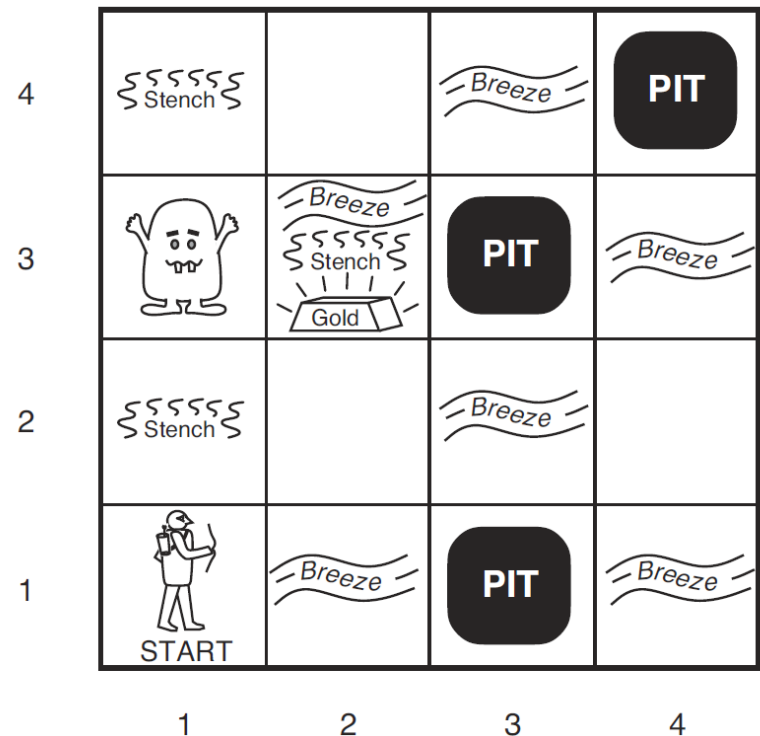 4
Stench
Breeze
PIT
3
Breeze
Stench
Gold
PIT
Breeze
2
Stench
Breeze
1
START
Breeze
PIT
Breeze
1 2 3 4